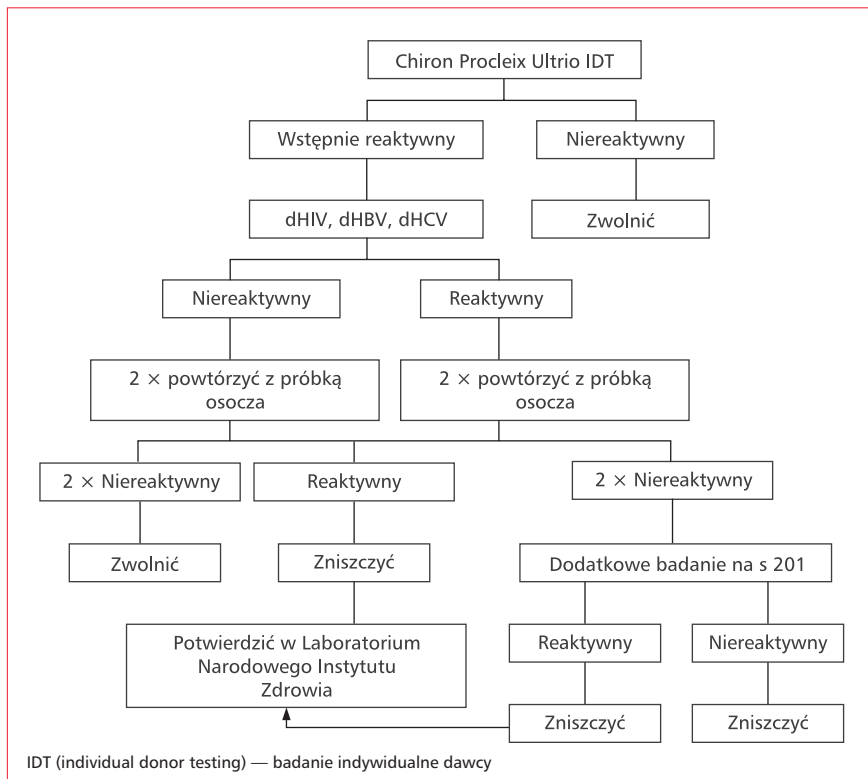 Chiron Procleix Ultrio IDT
Wstępnie reaktywny
Niereaktywny
dHIV, dHBV, dHCV
Zwolnić
Niereaktywny
Reaktywny
2 × powtórzyć z próbką
osocza
2 × powtórzyć z próbką
osocza
2 × Niereaktywny
Reaktywny
2 × Niereaktywny
Zwolnić
Zniszczyć
Dodatkowe badanie na s 201
Potwierdzić w Laboratorium
Narodowego Instytutu
Zdrowia
Reaktywny
Niereaktywny
Zniszczyć
Zniszczyć
IDT (individual donor testing) — badanie indywidualne dawcy